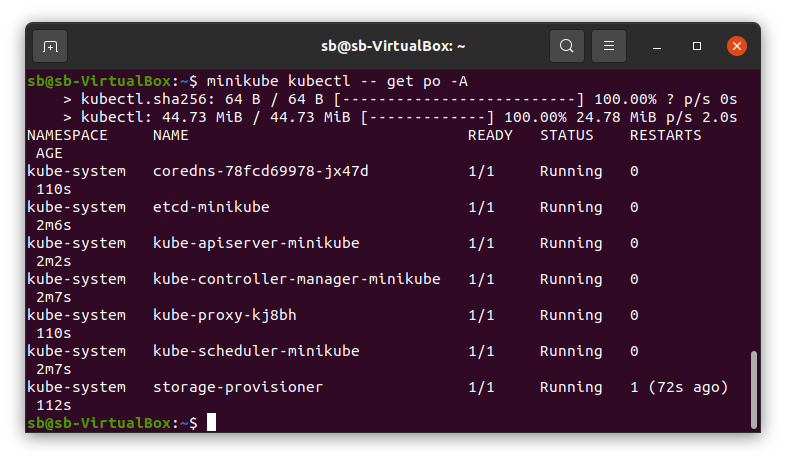 sb@sb-VirtualBox: ~
sb@sb-VirtualBox:~$ minikube kubectl -- get po -A
    > kubectl.sha256: 64 B / 64 B [--------------------------] 100.00% ? p/s 0s
    > kubectl: 44.73 MiB / 44.73 MiB [-------------] 100.00% 24.78 MiB p/s 2.0s
NAMESPACE     NAME                               READY   STATUS    RESTARTS
 AGE
kube-system   coredns-78fcd69978-jx47d           1/1     Running   0
 110s
kube-system   etcd-minikube                      1/1     Running   0
 2m6s
kube-system   kube-apiserver-minikube            1/1     Running   0
 2m2s
kube-system   kube-controller-manager-minikube   1/1     Running   0
 2m7s
kube-system   kube-proxy-kj8bh                   1/1     Running   0
 110s
kube-system   kube-scheduler-minikube            1/1     Running   0
 2m7s
kube-system   storage-provisioner                1/1     Running   1 (72s ago)
 112s
sb@sb-VirtualBox:~$